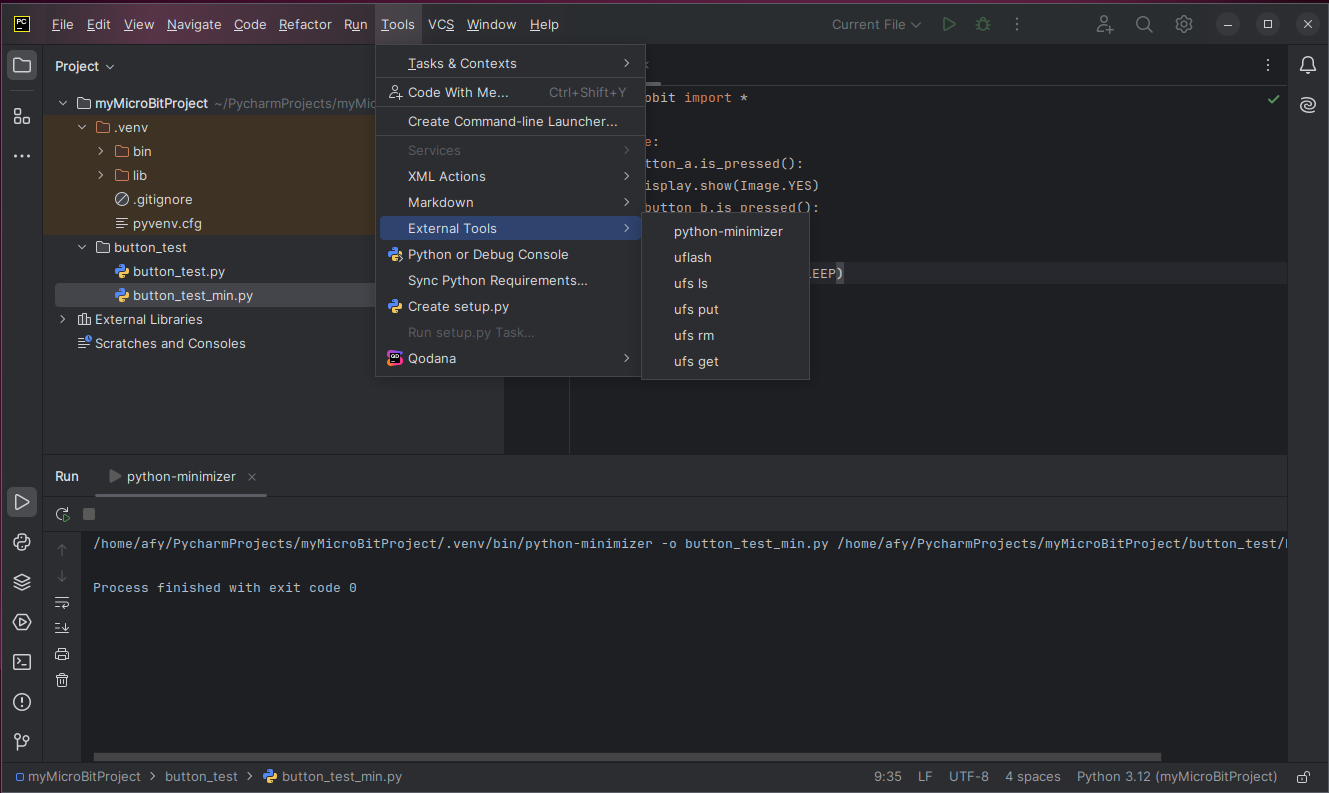 PC File Edit View Navigate Code Refactor Run Tools VCS Window Help Current File
Project
myMicroBitProject ~/PycharmProjects/myMic
.venv
bin
lib
.gitignore
pyvenv.cfg
button_test
button_test.py
button_test_min.py
External Libraries
Scratches and Consoles
Tasks & Contexts
Code With Me... Ctrl+Shift+Y
Create Command-line Launcher...
Services
XML Actions
Markdown
External Tools
Python or Debug Console
Sync Python Requirements...
Create setup.py
Run setup.py Task...
QD Qodana
python-minimizer
uflash
ufs ls
ufs put
ufs rm
ufs get
obit import *
e:
tton_a.is_pressed():
isplay.show(Image.YES)
button_b.is_pressed():
LEEP)
Run python-minimizer
/home/afy/PycharmProjects/myMicroBitProject/.venv/bin/python-minimizer -o button_test_min.py /home/afy/PycharmProjects/myMicroBitProject/button_test/
Process finished with exit code 0
myMicroBitProject > button_test > button_test_min.py 9:35 LF UTF-8 4 spaces Python 3.12 (myMicroBitProject)